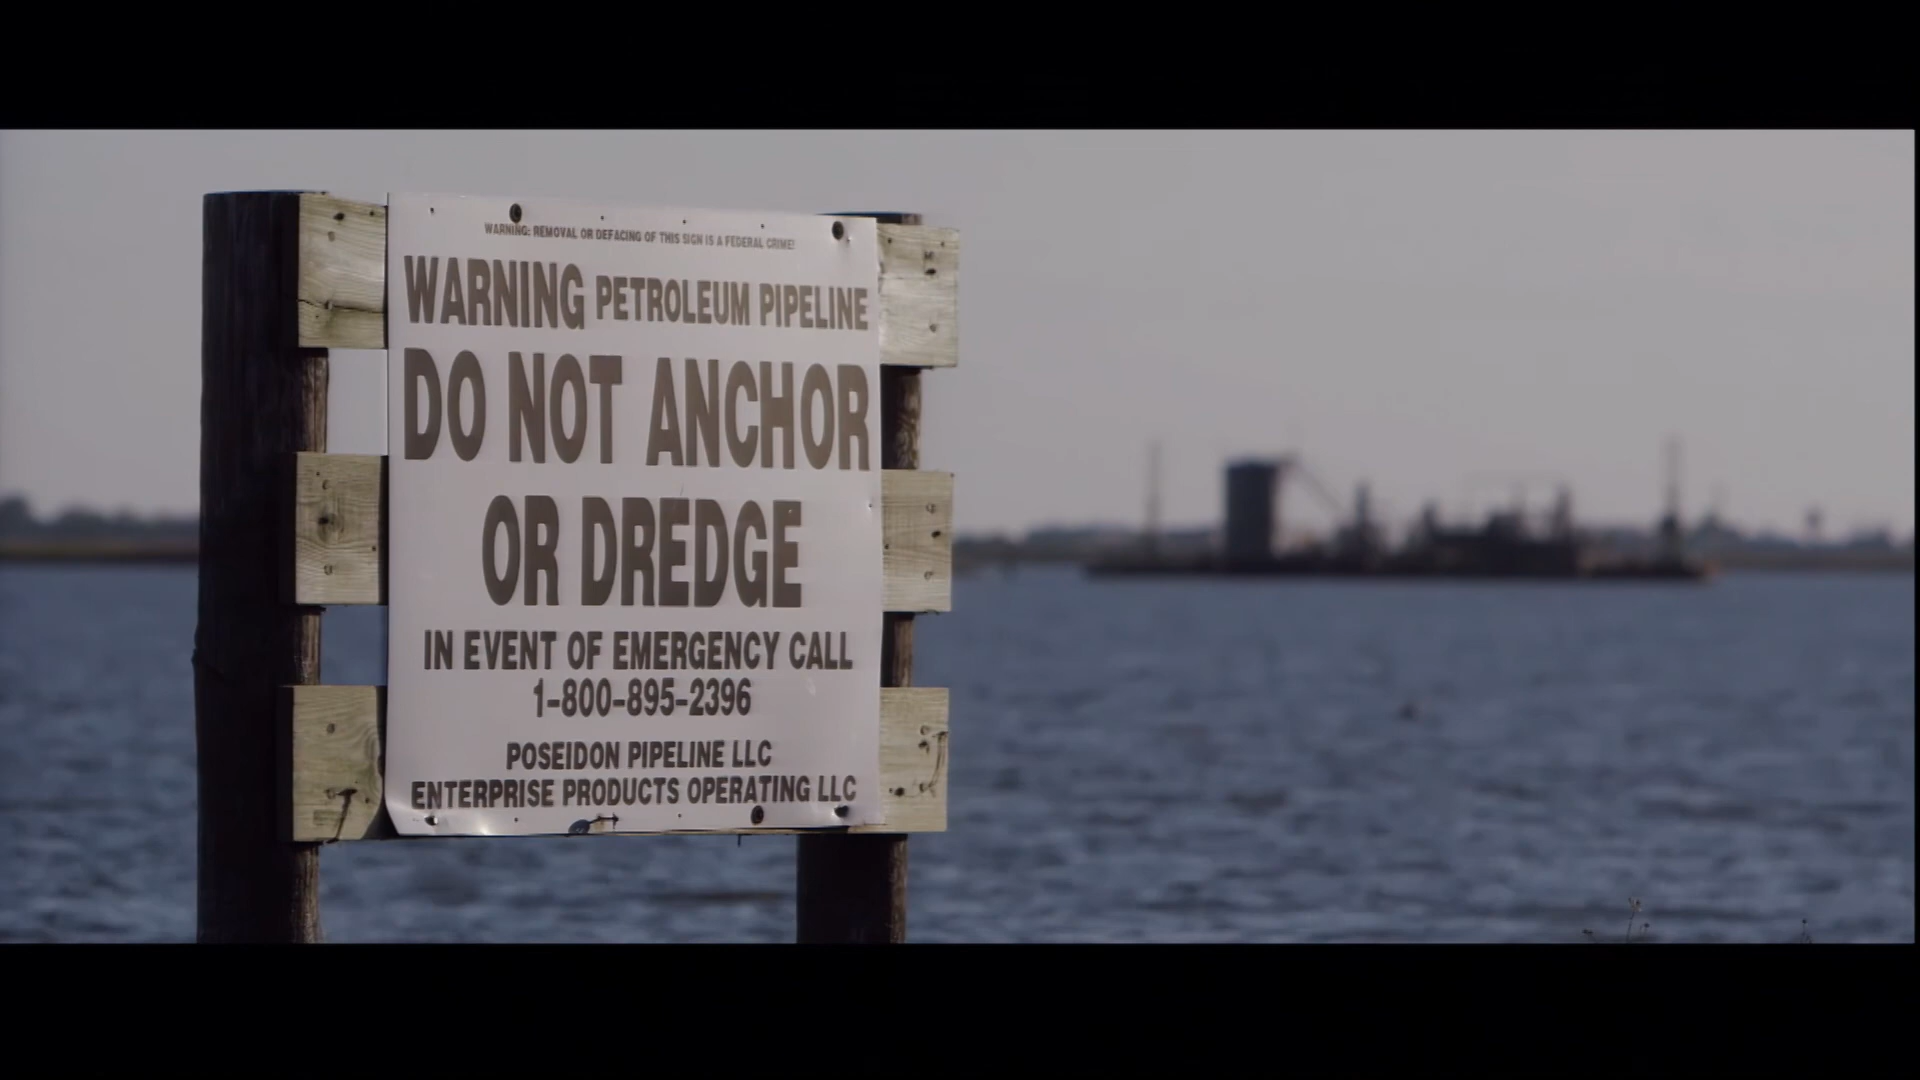 WARNING: REMOVAL OR DEFACING OF THIS SIGN IS A FEDERAL CRIME!
WARNING PETROLEUM PIPELINE
DO NOT ANCHOR
OR DREDGE
IN EVENT OF EMERGENCY CALL
1-800-895-2396
POSEIDON PIPELINE LLC
ENTERPRISE PRODUCTS OPERATING LLC